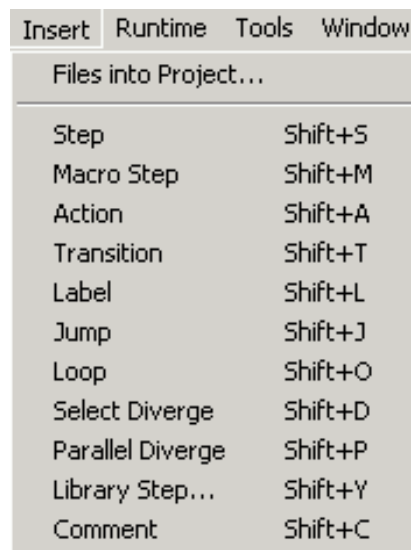 Insert Runtime Tools Window
Files into Project...
Step Shift+S
Macro Step Shift+M
Action Shift+A
Transition Shift+T
Label Shift+L
Jump Shift+J
Loop Shift+O
Select Diverge Shift+D
Parallel Diverge Shift+P
Library Step... Shift+Y
Comment Shift+C